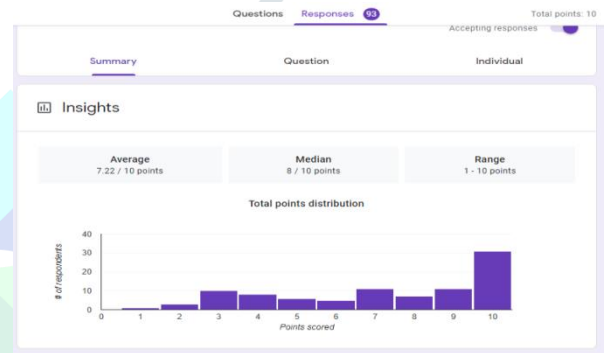 Questions Responses 93 Total points: 10
Accepting responses
Summary Question Individual
Insights
Average Median Range
7.22 / 10 points 8 / 10 points 1 - 10 points
Total points distribution
# of respondents
40
30
20
10
0
0 1 2 3 4 5 6 7 8 9 10
Points scored